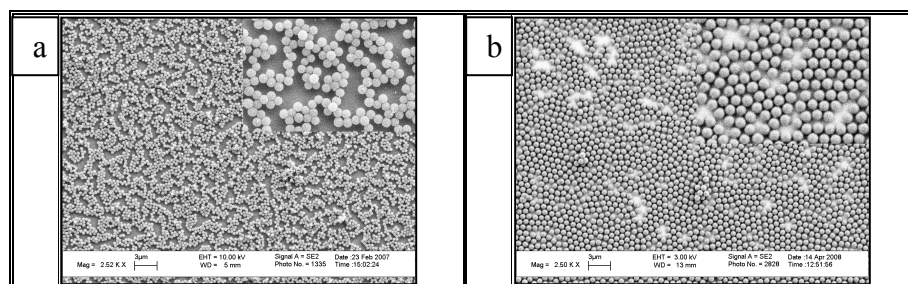 a
b
3µm
EHT = 10.00 kV
Signal A = SE2
Date :23 Feb 2007
Mag = 2.52 K X
WD = 5 mm
Photo No. = 1335
Time :15:02:24
3µm
EHT = 3.00 kV
Signal A = SE2
Date :14 Apr 2008
Mag = 2.50 K X
WD = 13 mm
Photo No. = 2828
Time :12:51:56